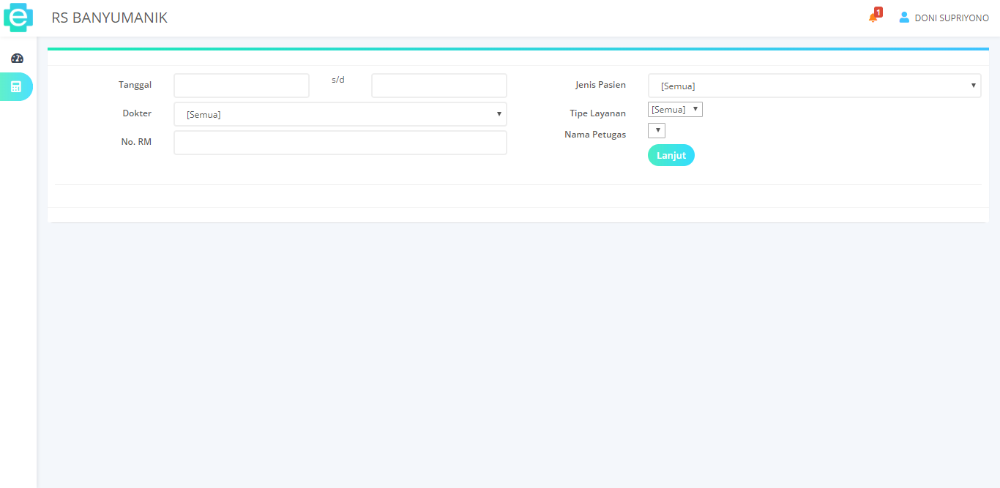 RS BANYUMANIK
1
DONI SUPRIYONO
Tanggal
s/d
Jenis Pasien
[Semua]
Dokter
[Semua]
Tipe Layanan
[Semua]
No. RM
Nama Petugas
Lanjut